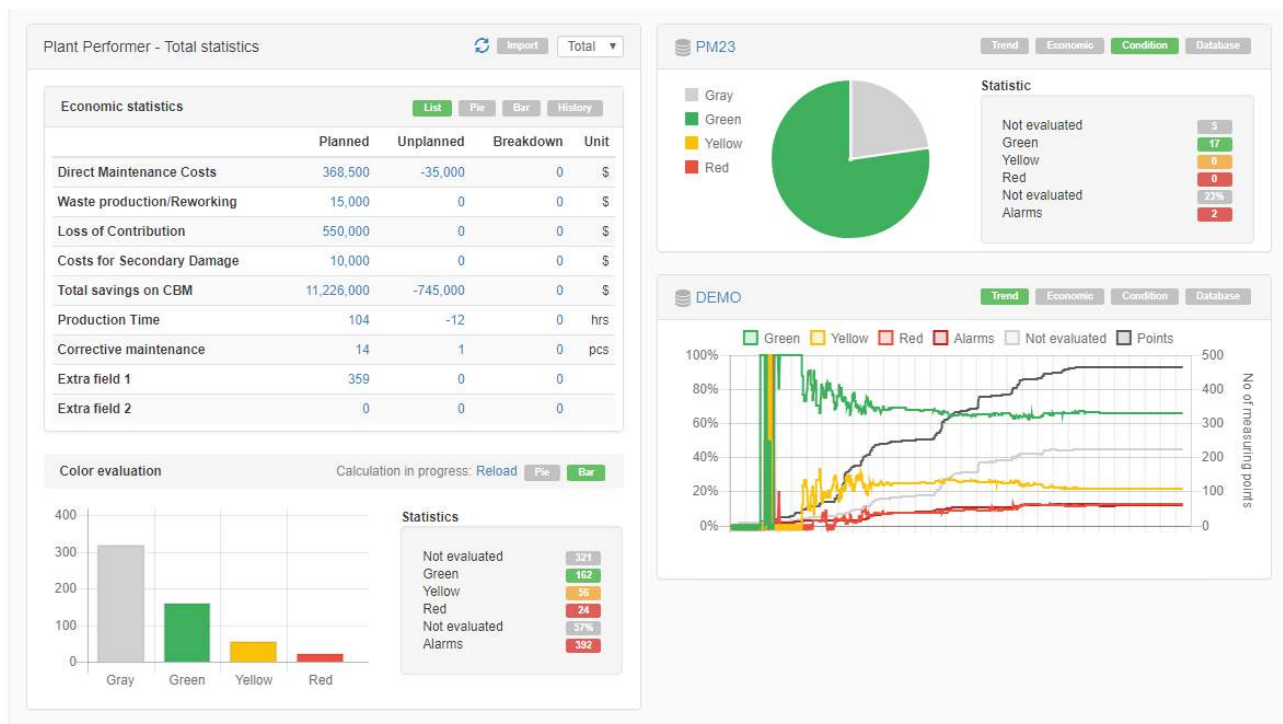 Plant Performer - Total statistics Import Total ▼
Economic statistics List Pie Bar History
Planned Unplanned Breakdown Unit
Direct Maintenance Costs 368,500 -35,000 0 $
Waste production/Reworking 15,000 0 0 $
Loss of Contribution 550,000 0 0 $
Costs for Secondary Damage 10,000 0 0 $
Total savings on CBM 11,226,000 -745,000 0 $
Production Time 104 -12 0 hrs
Corrective maintenance 14 1 0 pcs
Extra field 1 359 0 0
Extra field 2 0 0 0
Color evaluation Calculation in progress: Reload Pie Bar
400
300
200
100
0
Gray Green Yellow Red
Statistics
Not evaluated 321
Green 162
Yellow 56
Red 24
Not evaluated 57%
Alarms 392
PM23 Trend Economic Condition Database
Gray
Green
Yellow
Red
Statistic
Not evaluated 5
Green 17
Yellow 0
Red 0
Not evaluated 23%
Alarms 2
DEMO Trend Economic Condition Database
Green Yellow Red Alarms Not evaluated Points
100% 500
80% 400
60% 300
40% 200
20% 100
0% 0
No of measuring points